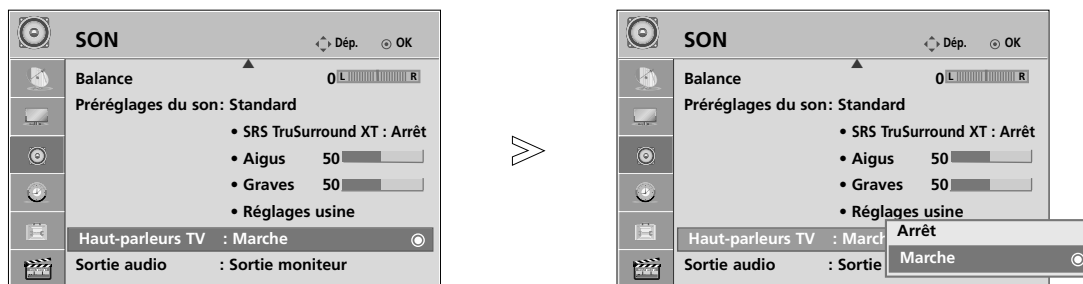 SON
Dép. OK
Balance 0 L R
Préréglages du son: Standard
• SRS TruSurround XT : Arrêt
• Aigus 50
• Graves 50
• Réglages usine
Haut-parleurs TV : Marche
Sortie audio : Sortie moniteur
SON
Dép. OK
Balance 0 L R
Préréglages du son: Standard
• SRS TruSurround XT : Arrêt
• Aigus 50
• Graves 50
• Réglages usine
Haut-parleurs TV : March
Sortie audio : Sortie
Arrêt
Marche